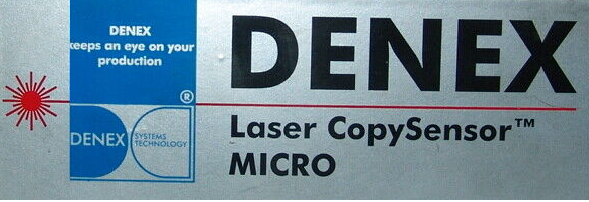 DENEX
keeps an eye on your
production
®
DENEX
SYSTEMS
TECHNOLOGY
DENEX
Laser CopySensor™
MICRO